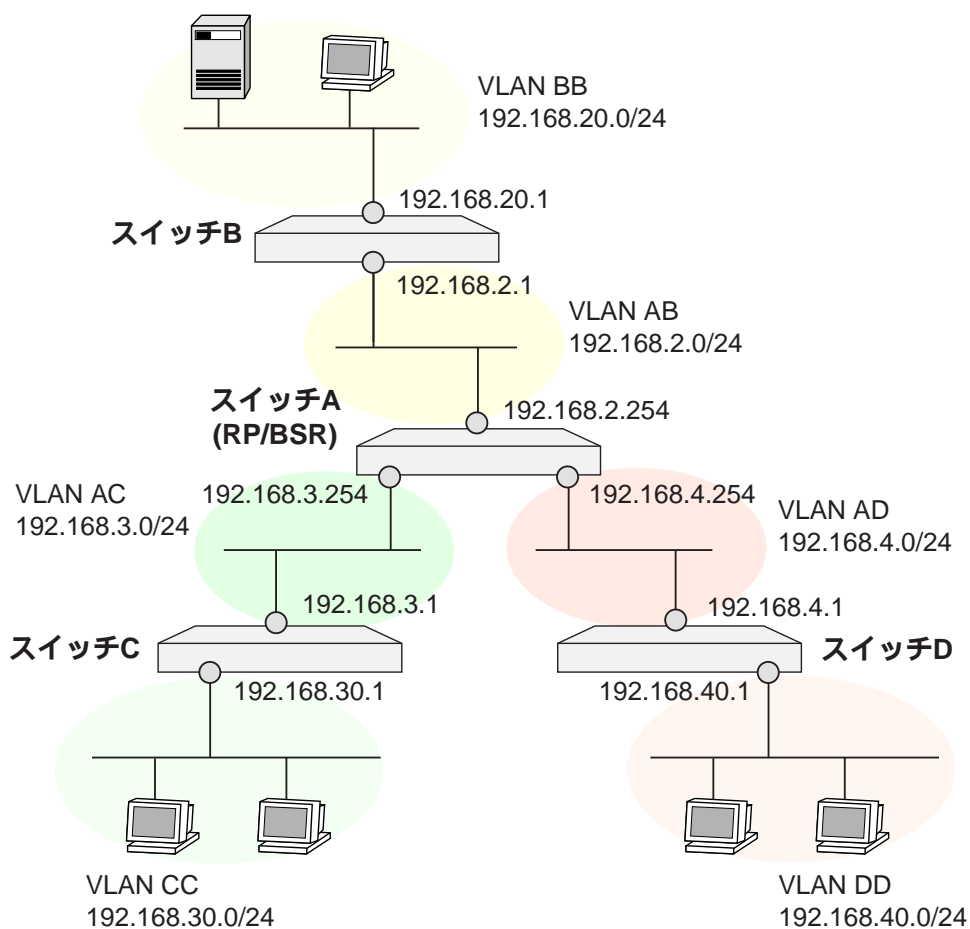 VLAN BB
192.168.20.0/24
192.168.20.1
スイッチB
192.168.2.1
VLAN AB
192.168.2.0/24
スイッチA
(RP/BSR)
192.168.2.254
VLAN AC
192.168.3.0/24
192.168.3.254
192.168.4.254
VLAN AD
192.168.4.0/24
192.168.3.1
192.168.4.1
スイッチC
スイッチD
192.168.30.1
192.168.40.1
VLAN CC
192.168.30.0/24
VLAN DD
192.168.40.0/24